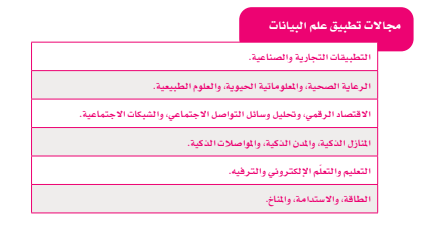 مجالات تطبيق علم البيانات
التطبيقات التجارية والصناعية.
الرعاية الصحية، والمعلوماتية الحيوية، والعلوم الطبيعية.
الاقتصاد الرقمي، وتحليل وسائل التواصل الاجتماعي، والشبكات الاجتماعية.
المنازل الذكية، والمدن الذكية، والمواصلات الذكية.
التعليم والتعلّم الإلكتروني والترفيه.
الطاقة، والاستدامة، والمناخ.